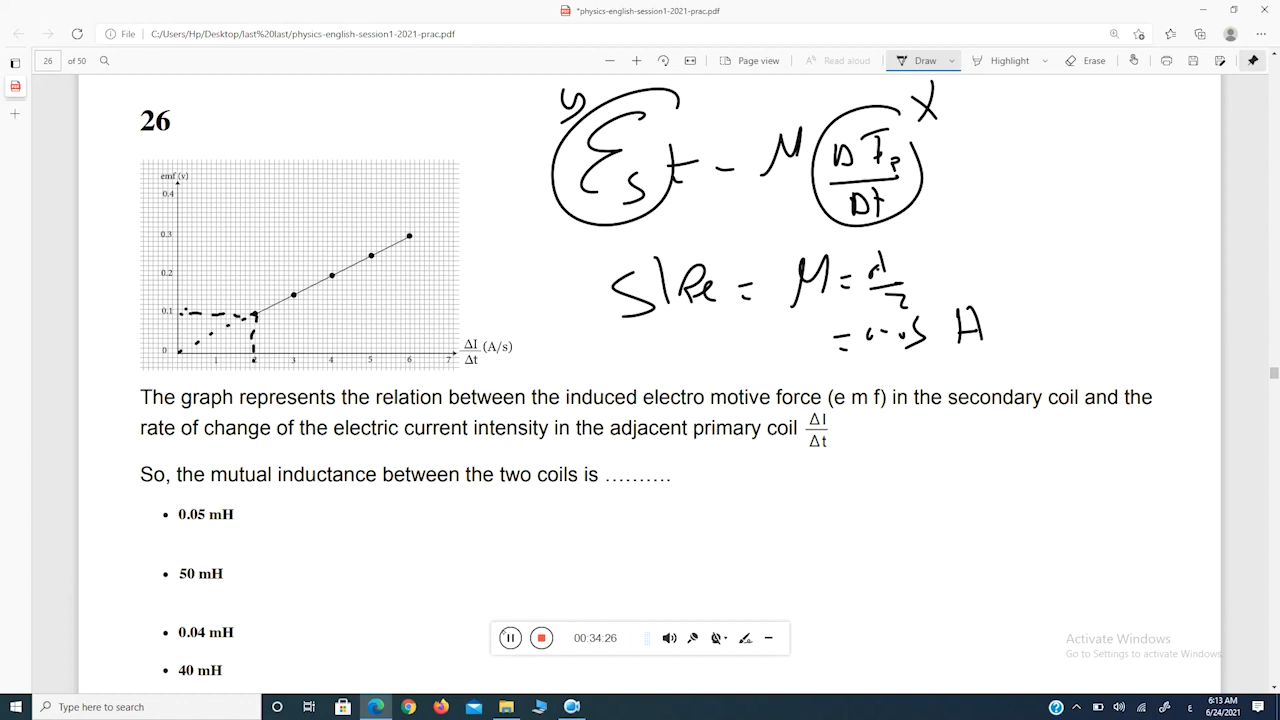 *physics-english-session1-2021-prac.pdf
File | C:/Users/Hp/Desktop/last%20last/physics-english-session1-2021-prac.pdf
26 of 50
Page view
Read aloud
Draw
Highlight
Erase
26
y
x
Ɛs
- M ΔIp/Δt
Slope = M =
= 0.05 H
emf (v)
0.4
0.3
0.2
0.1
0
1 2 3 4 5 6 7
ΔI/Δt (A/s)
The graph represents the relation between the induced electro motive force (e m f) in the secondary coil and the
rate of change of the electric current intensity in the adjacent primary coil ΔI/Δt
So, the mutual inductance between the two coils is ……….
• 0.05 mH
• 50 mH
• 0.04 mH
• 40 mH
00:34:26
Activate Windows
Go to Settings to activate Windows.
Type here to search
6:13 AM
6/24/2021